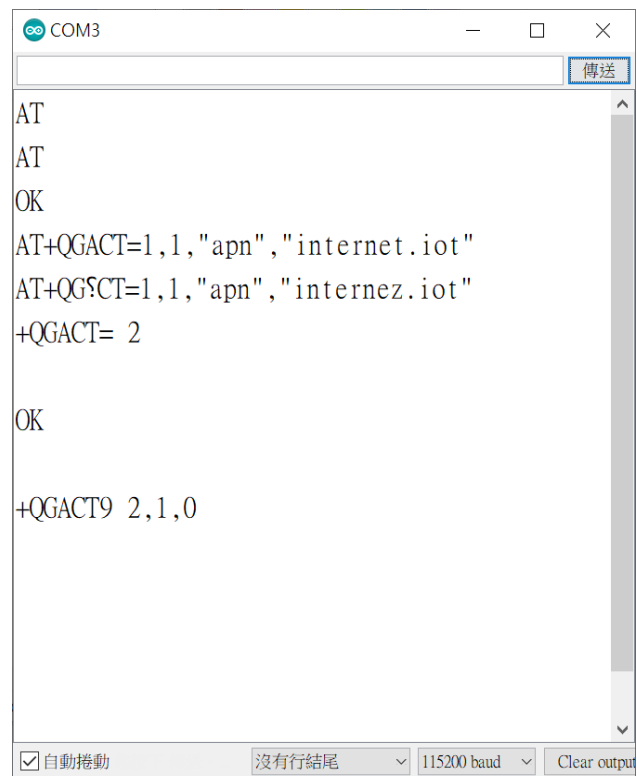 COM3
傳送
AT
AT
OK
AT+QGACT=1,1,"apn","internet.iot"
AT+QG⸮CT=1,1,"apn","internez.iot"
+QGACT= 2
OK
+QGACT9 2,1,0
自動捲動 沒有行結尾 115200 baud Clear output